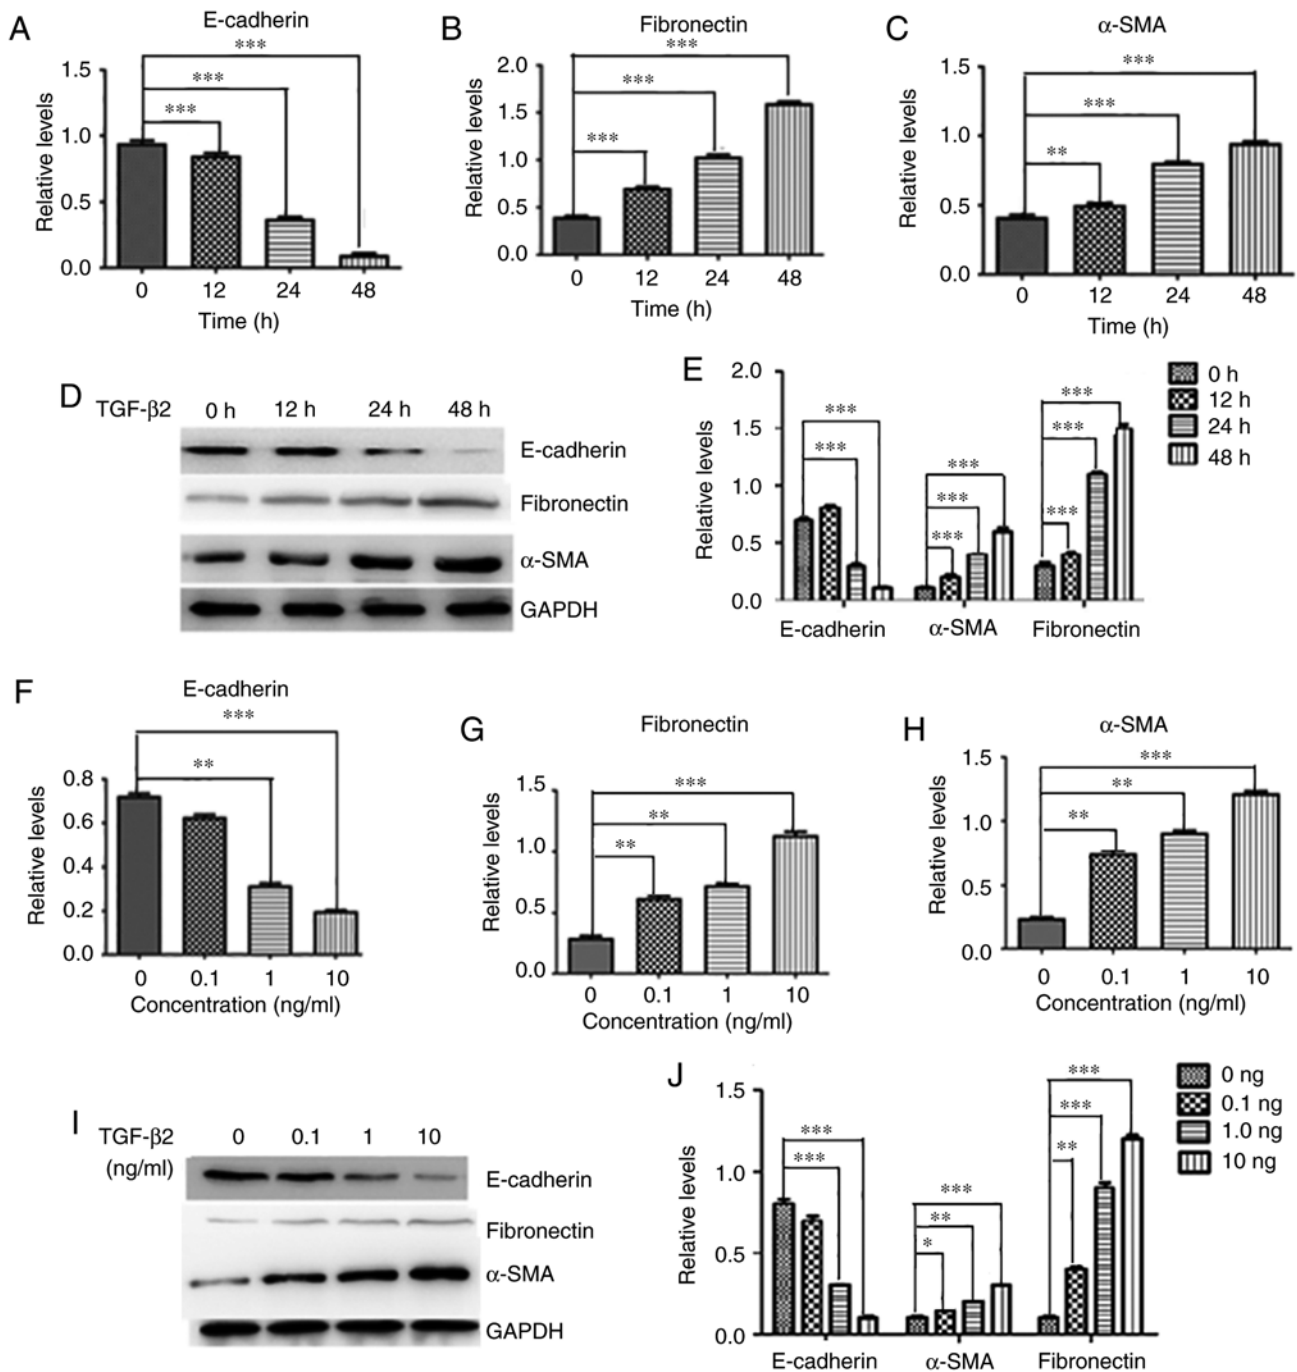 A
E-cadherin
***
***
***
1.5
1.0
0.5
0.0
Relative levels
0 12 24 48
Time (h)
B
Fibronectin
***
***
***
2.0
1.5
1.0
0.5
0.0
Relative levels
0 12 24 48
Time (h)
C
α-SMA
***
***
**
1.5
1.0
0.5
0.0
Relative levels
0 12 24 48
Time (h)
D
TGF-β2 0 h 12 h 24 h 48 h
E-cadherin
Fibronectin
α-SMA
GAPDH
E
2.0
1.5
1.0
0.5
0.0
Relative levels
***
***
***
***
***
***
***
***
E-cadherin α-SMA Fibronectin
0 h
12 h
24 h
48 h
F
E-cadherin
***
**
0.8
0.6
0.4
0.2
0.0
Relative levels
0 0.1 1 10
Concentration (ng/ml)
G
Fibronectin
***
**
**
1.5
1.0
0.5
0.0
Relative levels
0 0.1 1 10
Concentration (ng/ml)
H
α-SMA
***
**
**
1.5
1.0
0.5
0.0
Relative levels
0 0.1 1 10
Concentration (ng/ml)
I
TGF-β2 0 0.1 1 10
(ng/ml)
E-cadherin
Fibronectin
α-SMA
GAPDH
J
1.5
1.0
0.5
0.0
Relative levels
***
***
***
**
*
***
***
**
E-cadherin α-SMA Fibronectin
0 ng
0.1 ng
1.0 ng
10 ng